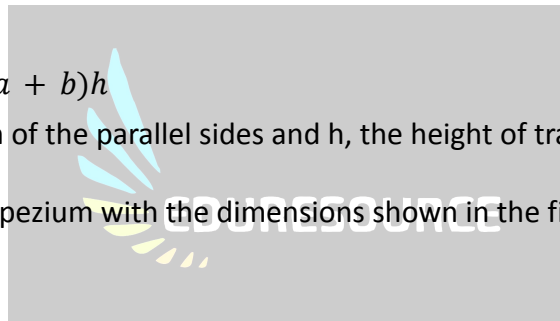 a + b)h
of the parallel sides and h, the height of tra
pezium with the dimensions shown in the fi
EDURESOURCE